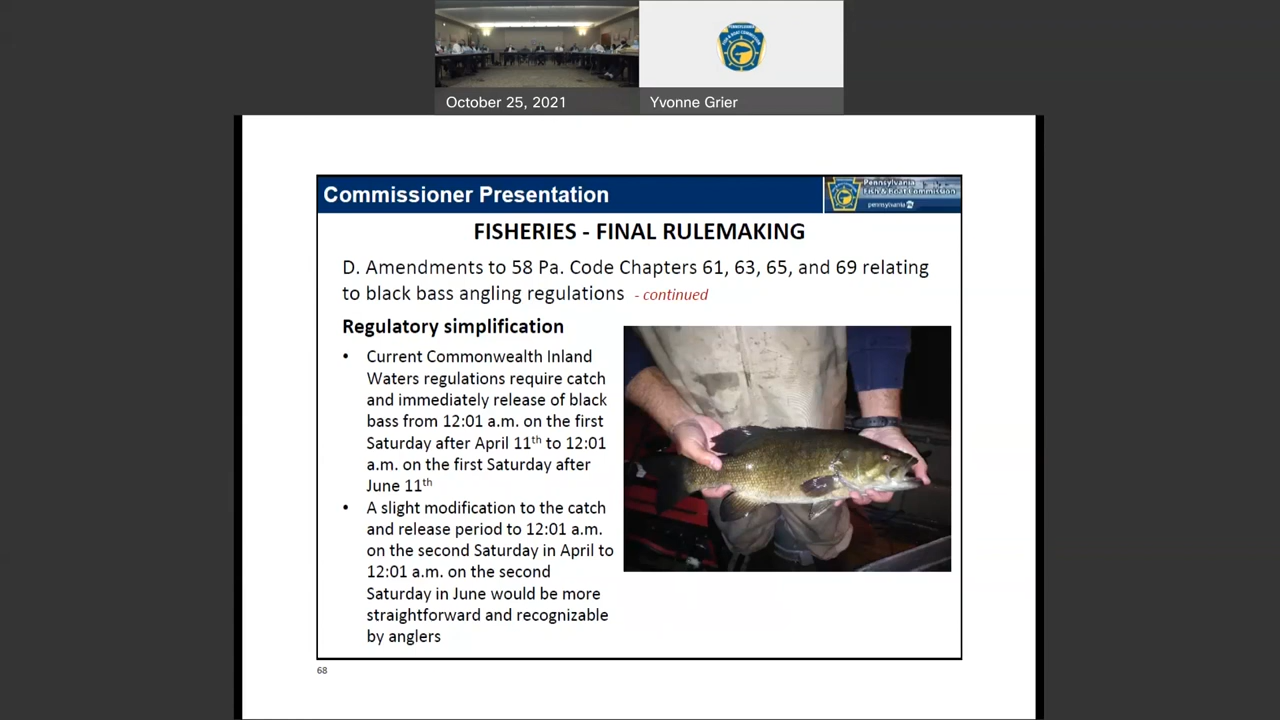 October 25, 2021
Yvonne Grier
Commissioner Presentation
Pennsylvania
Fish & Boat Commission
pennsylvania
FISHERIES - FINAL RULEMAKING
D. Amendments to 58 Pa. Code Chapters 61, 63, 65, and 69 relating
to black bass angling regulations - continued
Regulatory simplification
• Current Commonwealth Inland
Waters regulations require catch
and immediately release of black
bass from 12:01 a.m. on the first
Saturday after April 11th to 12:01
a.m. on the first Saturday after
June 11th
• A slight modification to the catch
and release period to 12:01 a.m.
on the second Saturday in April to
12:01 a.m. on the second
Saturday in June would be more
straightforward and recognizable
by anglers
68